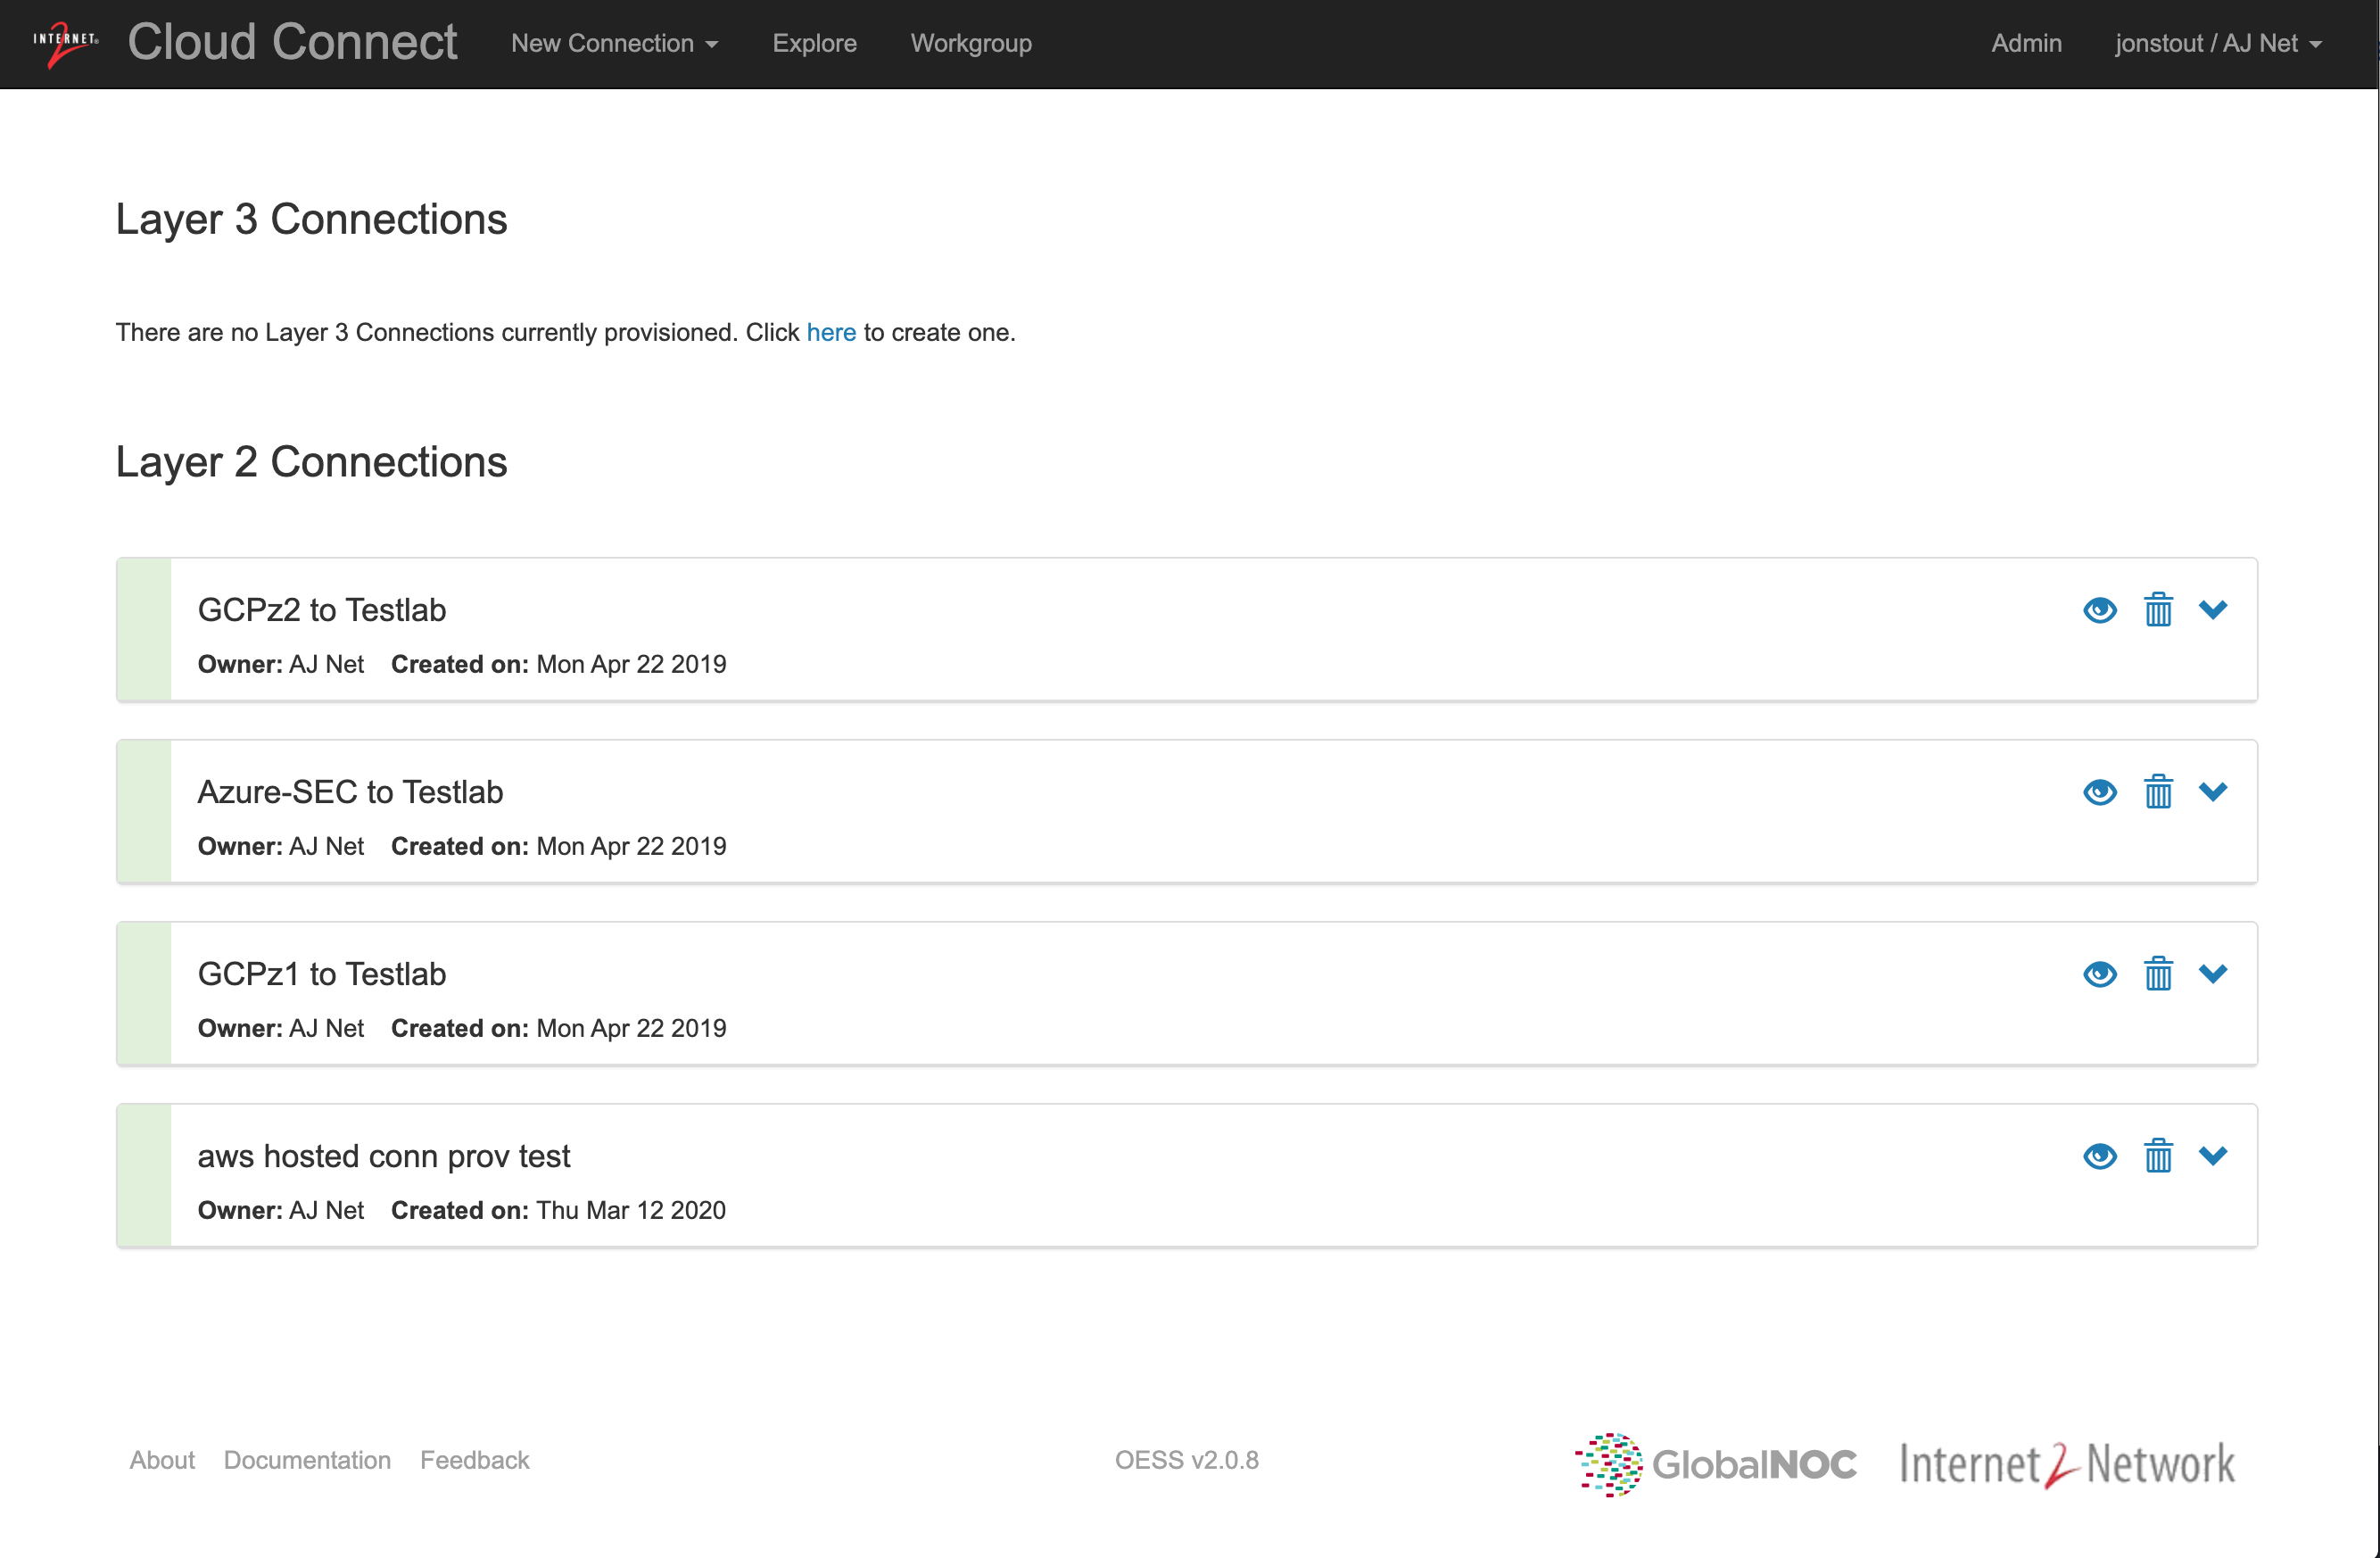 INTERNET2® Cloud Connect New Connection Explore Workgroup Admin jonstout / AJ Net
Layer 3 Connections
There are no Layer 3 Connections currently provisioned. Click here to create one.
Layer 2 Connections
GCPz2 to Testlab
Owner: AJ Net Created on: Mon Apr 22 2019
Azure-SEC to Testlab
Owner: AJ Net Created on: Mon Apr 22 2019
GCPz1 to Testlab
Owner: AJ Net Created on: Mon Apr 22 2019
aws hosted conn prov test
Owner: AJ Net Created on: Thu Mar 12 2020
About Documentation Feedback OESS v2.0.8 GlobalNOC Internet2 Network